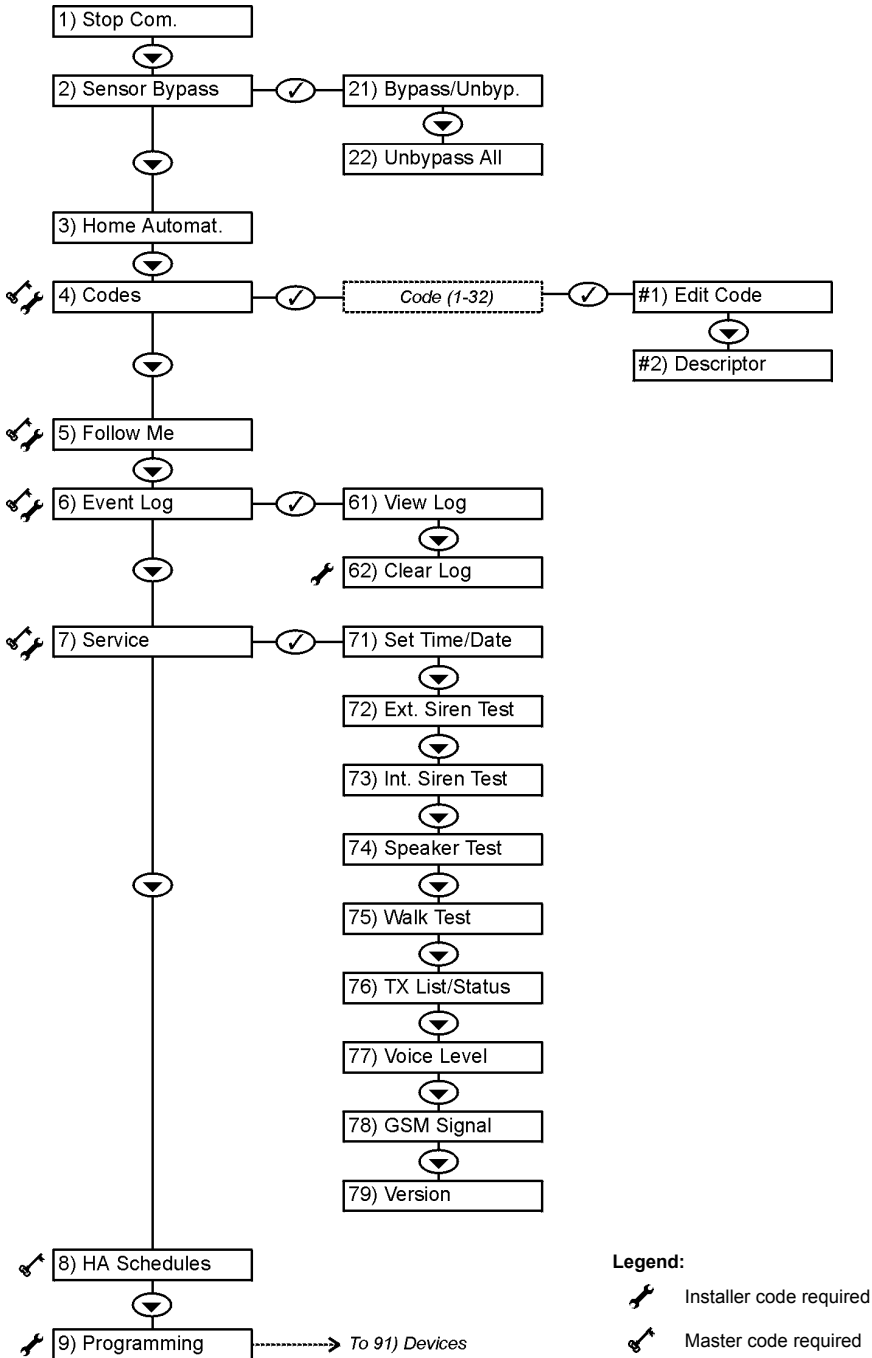 1) Stop Com.
2) Sensor Bypass
21) Bypass/Unbyp.
22) Unbypass All
3) Home Automat.
4) Codes
Code (1-32)
#1) Edit Code
#2) Descriptor
5) Follow Me
6) Event Log
61) View Log
62) Clear Log
7) Service
71) Set Time/Date
72) Ext. Siren Test
73) Int. Siren Test
74) Speaker Test
75) Walk Test
76) TX List/Status
77) Voice Level
78) GSM Signal
79) Version
8) HA Schedules
9) Programming
To 91) Devices
Legend:
Installer code required
Master code required